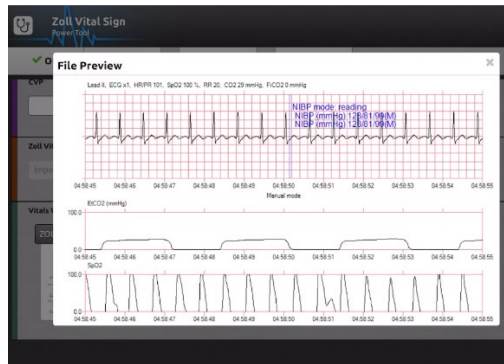 Zoll Vital Sign
Power Tool
File Preview
×
CVP
Lead II, ECG x1, HR/PR 101, SpO2 100 %, RR 20, CO2 29 mmHg, FiCO2 0 mmHg
NIBP mode reading
NIBP (mmHg) 128/81/99(M)
NIBP (mmHg) 128/81/99(M)
04:58:45 04:58:46 04:58:47 04:58:48 04:58:49 04:58:50 04:58:51 04:58:52 04:58:53 04:58:54 04:58:55
Manual mode
EtCO2 (mmHg)
100.0
0.0
04:58:45 04:58:46 04:58:47 04:58:48 04:58:49 04:58:50 04:58:51 04:58:52 04:58:53 04:58:54 04:58:55
SpO2
100.0
0.0
04:58:45 04:58:46 04:58:47 04:58:48 04:58:49 04:58:50 04:58:51 04:58:52 04:58:53 04:58:54 04:58:55
Zoll Vit
Impo
Vitals V
ZO